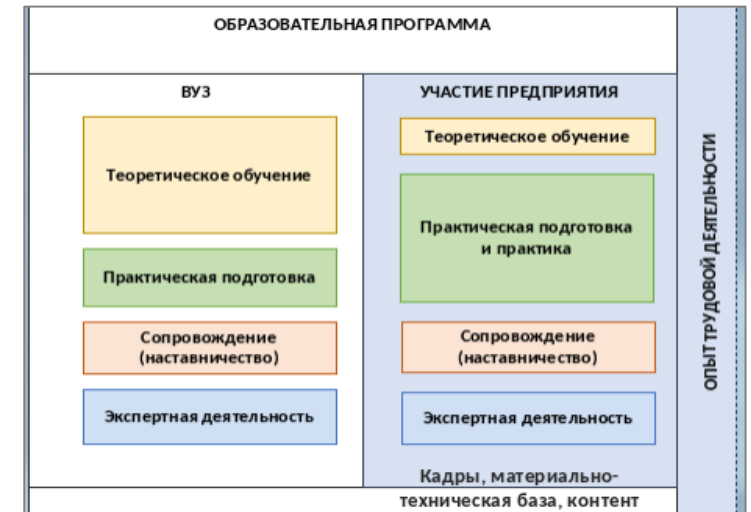 ОБРАЗОВАТЕЛЬНАЯ ПРОГРАММА
ВУЗ
Теоретическое обучение
Практическая подготовка
Сопровождение
(наставничество)
Экспертная деятельность
УЧАСТИЕ ПРЕДПРИЯТИЯ
Теоретическое обучение
Практическая подготовка
и практика
Сопровождение
(наставничество)
Экспертная деятельность
Кадры, материально-
техническая база, контент
ОПЫТ ТРУДОВОЙ ДЕЯТЕЛЬНОСТИ